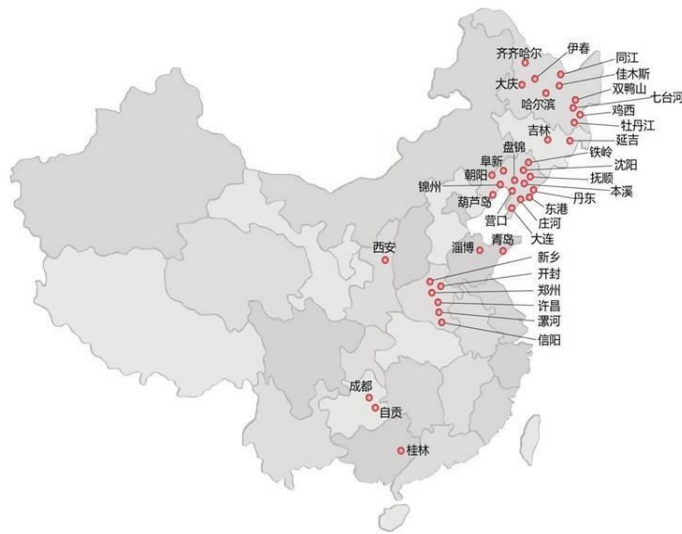 齐齐哈尔
伊春
同江
大庆
佳木斯
哈尔滨
双鸭山
七台河
鸡西
牡丹江
吉林
延吉
盘锦
铁岭
阜新
沈阳
朝阳
抚顺
锦州
本溪
葫芦岛
丹东
东港
营口
庄河
大连
西安
淄博
青岛
新乡
开封
郑州
许昌
漯河
信阳
成都
自贡
桂林